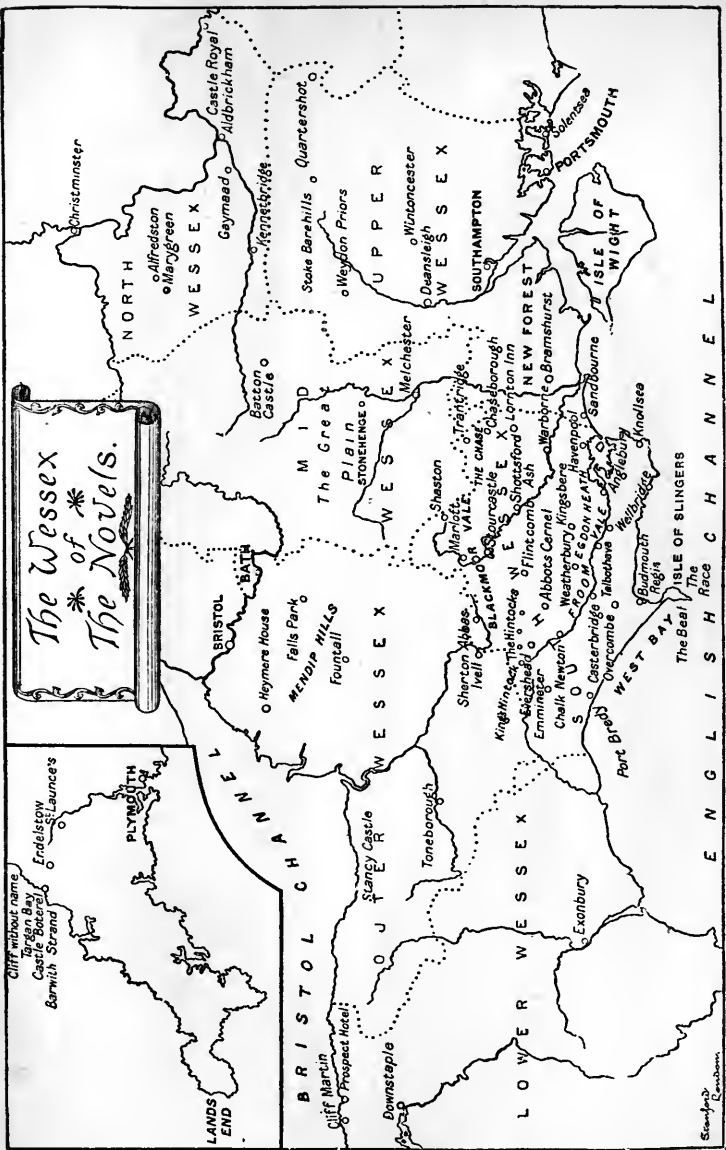 The Wessex
of
The Novels.
Cliff without name
Targan Bay
Castle Boterel
Barwith Strand
Endelstow
St Launce's
PLYMOUTH
LANDS
END
BRISTOL CHANNEL
Cliff Martin
Prospect Hotel
Downstaple
LOWER WESSEX
Exonbury
OUTER WESSEX
Stancy Castle
Toneborough
BRISTOL
BATH
Heymere House
Falls Park
MENDIP HILLS
Fountall
NORTH
WESSEX
Christminster
Alfredston
Marygreen
Castle Royal
Aldbrickham
Gaymaad
Kennetbridge
Batton
Castle
MID
WESSEX
The Great
Plain
STONEHENGE
Melchester
UPPER
WESSEX
Stoke Barehills
Quartershot
Weydon Priors
Wintoncester
Deansleigh
SOUTHAMPTON
Solentsea
PORTSMOUTH
ISLE OF
WIGHT
NEW FOREST
Bramshurst
SOUTH WESSEX
Shaston
Marlott
VALE OF
BLACKMOOR
Stourcastle
THE CHASE
Trantridge
Chaseborough
Lornton Inn
Shottsford
Ash
Warborne
Sherton Abbas
Ivell
King's Hintock
The Hintocks
Evershead
Emminster
Chalk Newton
Flintcomb
Abbots Cernel
Weatherbury
Kingsbere
Havenpool
Sandbourne
EGDON HEATH
FROOM
VALE
Anglebury
Wellbridge
Knollsea
Talbothays
Casterbridge
Overcombe
Port Bredy
WEST BAY
Budmouth
Regis
ISLE OF SLINGERS
The Beal
The
Race
ENGLISH CHANNEL